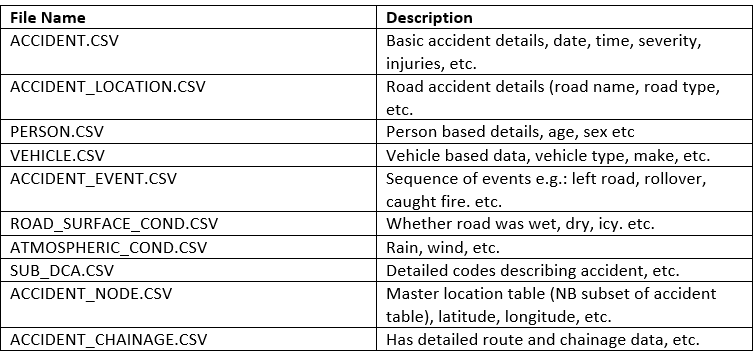 File Name Description
ACCIDENT.CSV Basic accident details, date, time, severity,
injuries, etc.
ACCIDENT_LOCATION.CSV Road accident details (road name, road type,
etc.
PERSON.CSV Person based details, age, sex etc
VEHICLE.CSV Vehicle based data, vehicle type, make, etc.
ACCIDENT_EVENT.CSV Sequence of events e.g.: left road, rollover,
caught fire. etc.
ROAD_SURFACE_COND.CSV Whether road was wet, dry, icy. etc.
ATMOSPHERIC_COND.CSV Rain, wind, etc.
SUB_DCA.CSV Detailed codes describing accident, etc.
ACCIDENT_NODE.CSV Master location table (NB subset of accident
table), latitude, longitude, etc.
ACCIDENT_CHAINAGE.CSV Has detailed route and chainage data, etc.